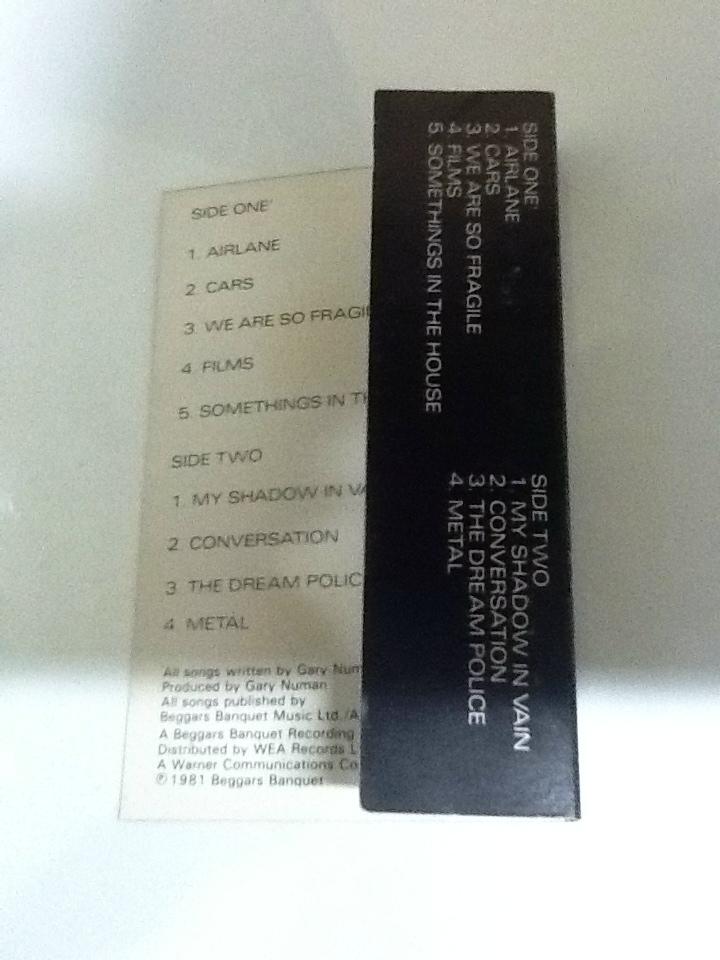 SIDE ONE'
1. AIRLANE
2. CARS
3. WE ARE SO FRAGI
4. FILMS
5. SOMETHINGS IN TH
SIDE TWO
1. MY SHADOW IN VA
2 CONVERSATION
3 THE DREAM POLIC
4 METAL
All songs written by Gary Num
Produced by Gary Numan
All songs published by
Beggars Banquet Music Ltd./A
A Beggars Banquet Recording
Distributed by WEA Records L
A Warner Communications Co
℗ 1981 Beggars Banquet
SIDE ONE'
1. AIRLANE
2. CARS
3. WE ARE SO FRAGILE
4. FILMS
5. SOMETHINGS IN THE HOUSE
SIDE TWO
1. MY SHADOW IN VAIN
2. CONVERSATION
3. THE DREAM POLICE
4. METAL